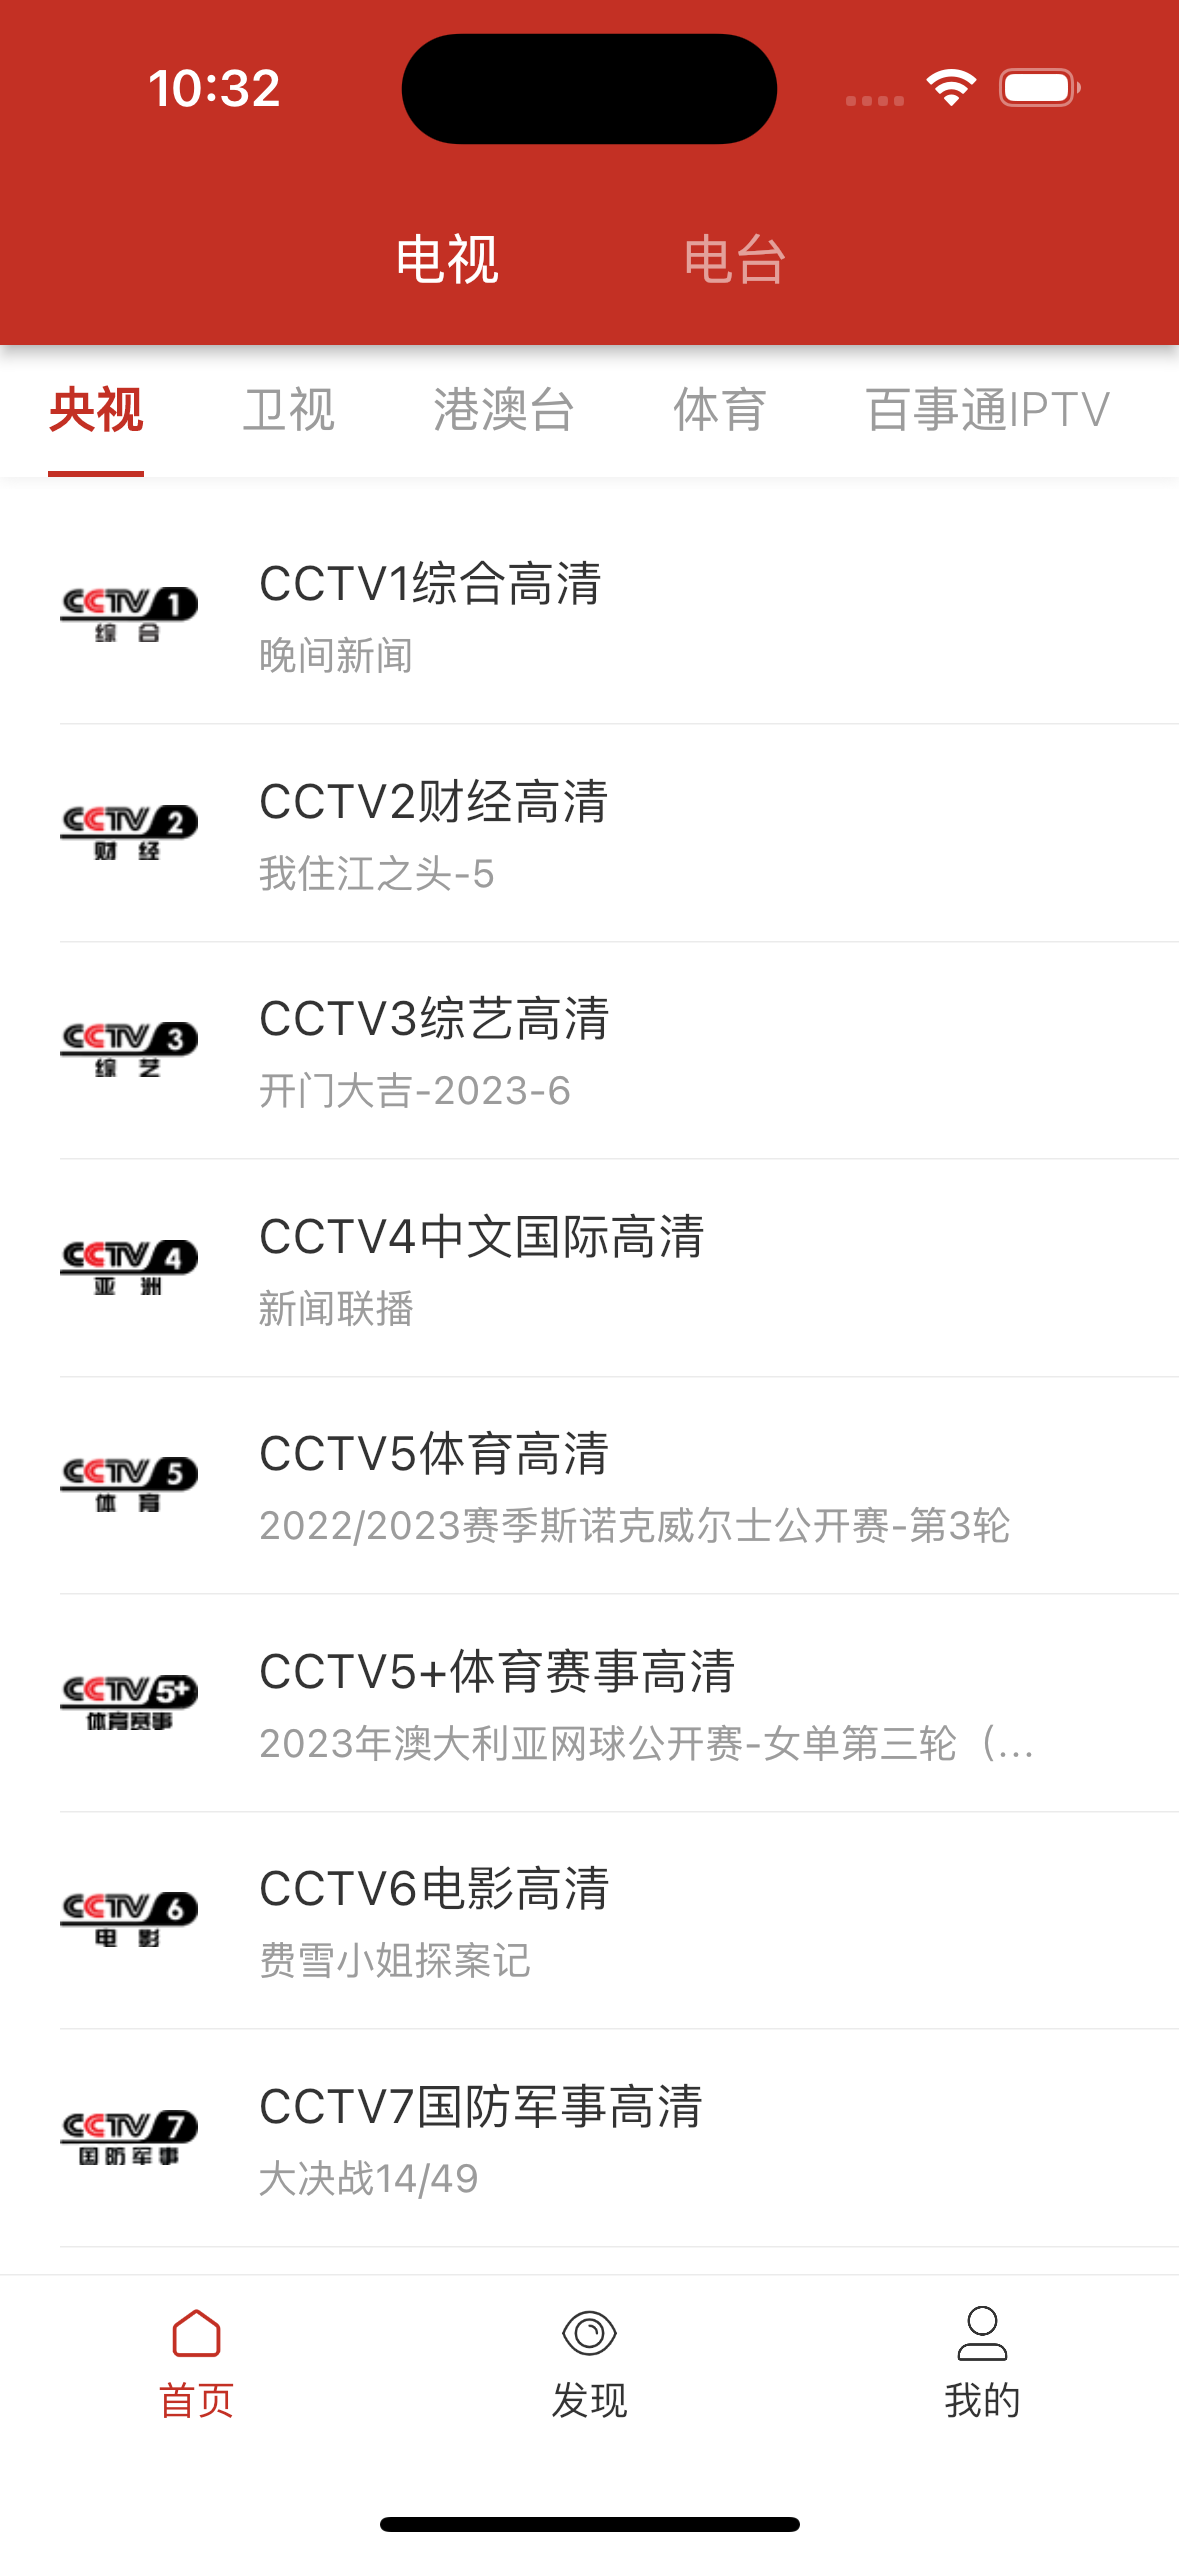 10:32
电视 电台
央视 卫视 港澳台 体育 百事通IPTV
CCTV 1 综合
CCTV1综合高清
晚间新闻
CCTV 2 财经
CCTV2财经高清
我住江之头-5
CCTV 3 综艺
CCTV3综艺高清
开门大吉-2023-6
CCTV 4 亚洲
CCTV4中文国际高清
新闻联播
CCTV 5 体育
CCTV5体育高清
2022/2023赛季斯诺克威尔士公开赛-第3轮
CCTV 5+ 体育赛事
CCTV5+体育赛事高清
2023年澳大利亚网球公开赛-女单第三轮（...
CCTV 6 电影
CCTV6电影高清
费雪小姐探案记
CCTV 7 国防军事
CCTV7国防军事高清
大决战14/49
首页 发现 我的